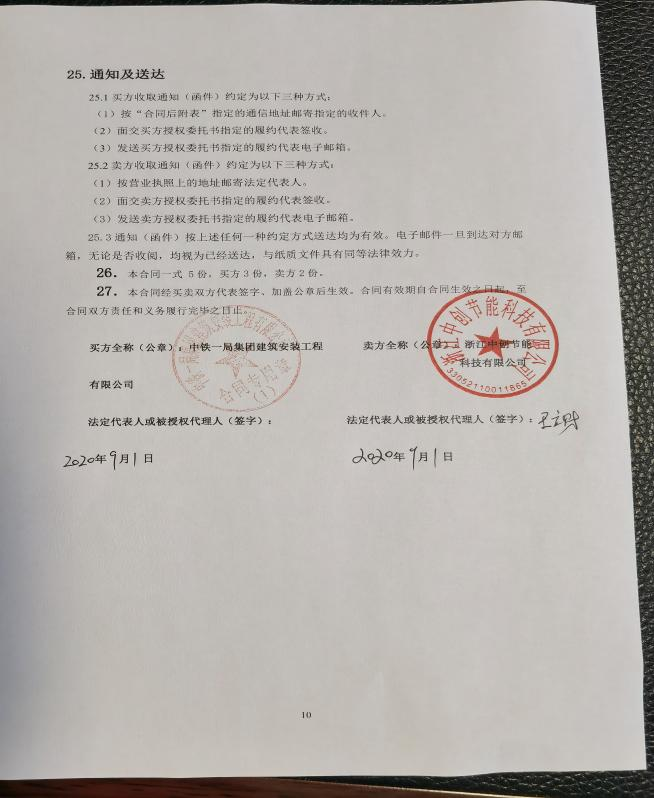 25.通知及送达
25.1 买方收取通知（函件）约定为以下三种方式：
（1）按“合同后附表”指定的通信地址邮寄指定的收件人。
（2）面交买方授权委托书指定的履约代表签收。
（3）发送买方授权委托书指定的履约代表电子邮箱。
25.2 卖方收取通知（函件）约定为以下三种方式：
（1）按营业执照上的地址邮寄法定代表人。
（2）面交卖方授权委托书指定的履约代表签收。
（3）发送卖方授权委托书指定的履约代表电子邮箱。
25.3 通知（函件）按上述任何一种约定方式送达均为有效。电子邮件一旦到达对方邮
箱，无论是否收阅，均视为已经送达，与纸质文件具有同等法律效力。
26. 本合同一式 5 份，买方 3 份，卖方 2 份。
27. 本合同经买卖双方代表签字、加盖公章后生效。合同有效期自合同生效之日起，至
合同双方责任和义务履行完毕之日止。
买方全称（公章）：中铁一局集团建筑安装工程
有限公司
合同专用章
（1）
法定代表人或被授权代理人（签字）：
2020年9月1日
卖方全称（公章）：浙江中创节能
科技有限公司
浙江中创节能科技有限公司
33052110011865
法定代表人或被授权代理人（签字）：
2020年9月1日
10